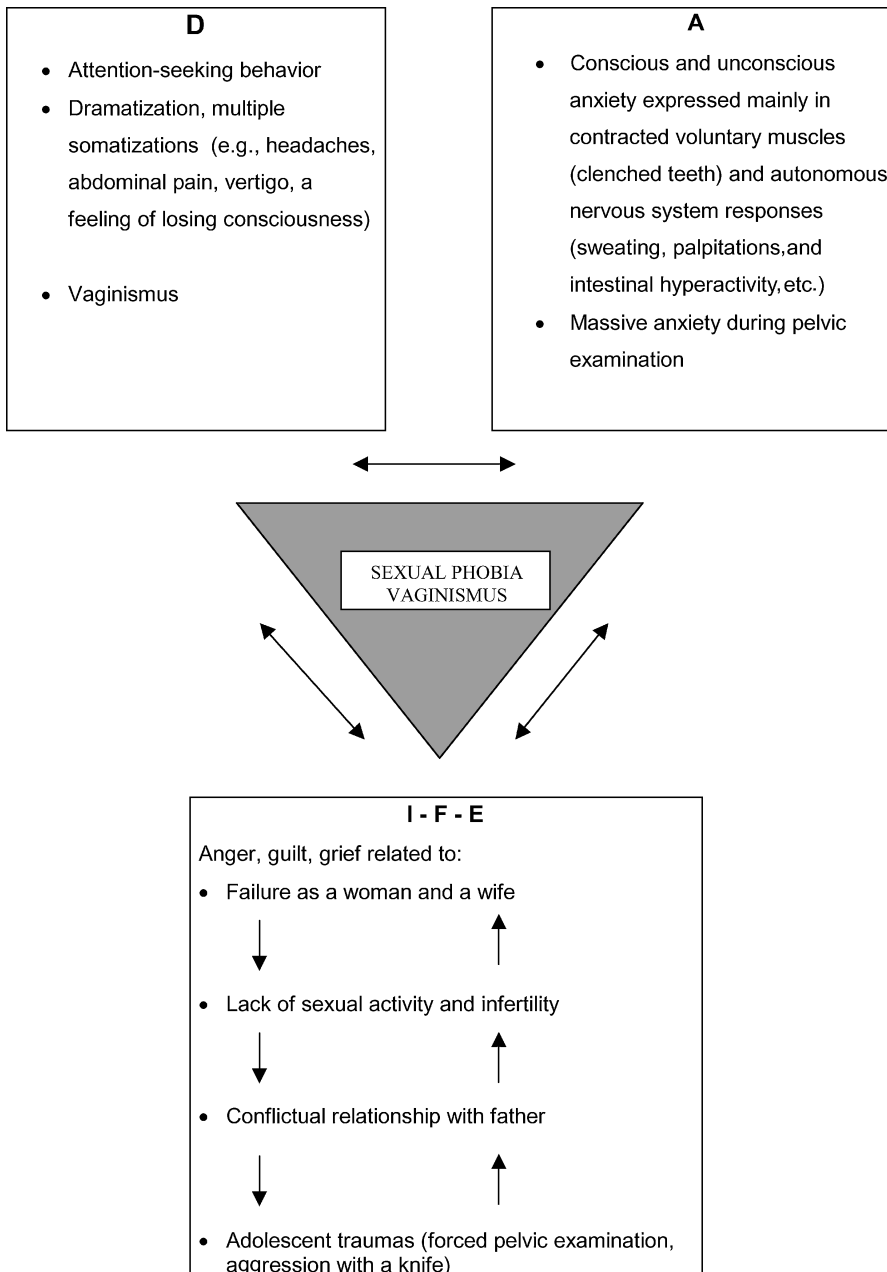 D
• Attention-seeking behavior
• Dramatization, multiple
somatizations (e.g., headaches,
abdominal pain, vertigo, a
feeling of losing consciousness)
• Vaginismus
A
• Conscious and unconscious
anxiety expressed mainly in
contracted voluntary muscles
(clenched teeth) and autonomous
nervous system responses
(sweating, palpitations,and
intestinal hyperactivity,etc.)
• Massive anxiety during pelvic
examination
SEXUAL PHOBIA
VAGINISMUS
I - F - E
Anger, guilt, grief related to:
• Failure as a woman and a wife
• Lack of sexual activity and infertility
• Conflictual relationship with father
• Adolescent traumas (forced pelvic examination,
aggression with a knife)